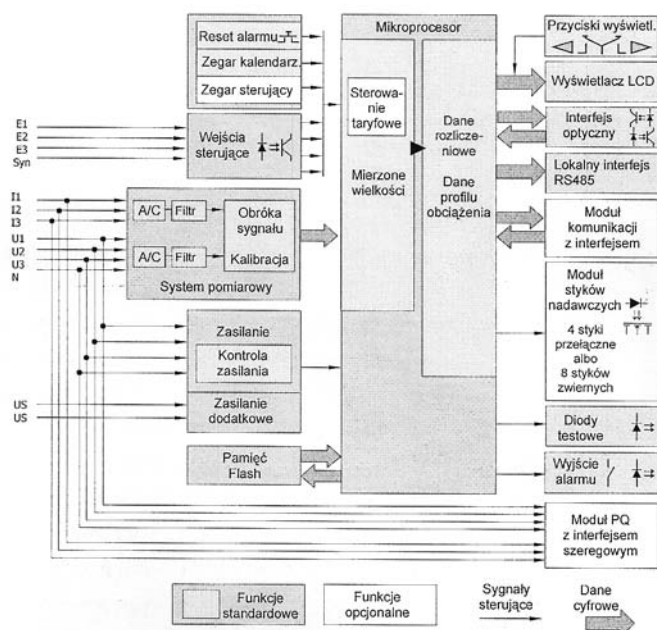 Reset alarmu
Zegar kalendarz.
Zegar sterujący
E1
E2
E3
Syn
Wejścia
sterujące
I1
I2
I3
U1
U2
U3
N
A/C
Filtr
A/C
Filtr
Obróka
sygnału
Kalibracja
System pomiarowy
Zasilanie
Kontrola
zasilania
US
US
Zasilanie
dodatkowe
Pamięć
Flash
Mikroprocesor
Sterowa-
nie
taryfowe
Mierzone
wielkości
Dane
rozlicze-
niowe
Dane
profilu
obciążenia
Przyciski wyświetl.
Wyświetlacz LCD
Interfejs
optyczny
Lokalny interfejs
RS485
Moduł
komunikacji
z interfejsem
Moduł
styków
nadawczych
4 styki
przełączne
albo
8 styków
zwiernych
Diody
testowe
Wyjście
alarmu
Moduł PQ
z interfejsem
szeregowym
Funkcje
standardowe
Funkcje
opcjonalne
Sygnały
sterujące
Dane
cyfrowe